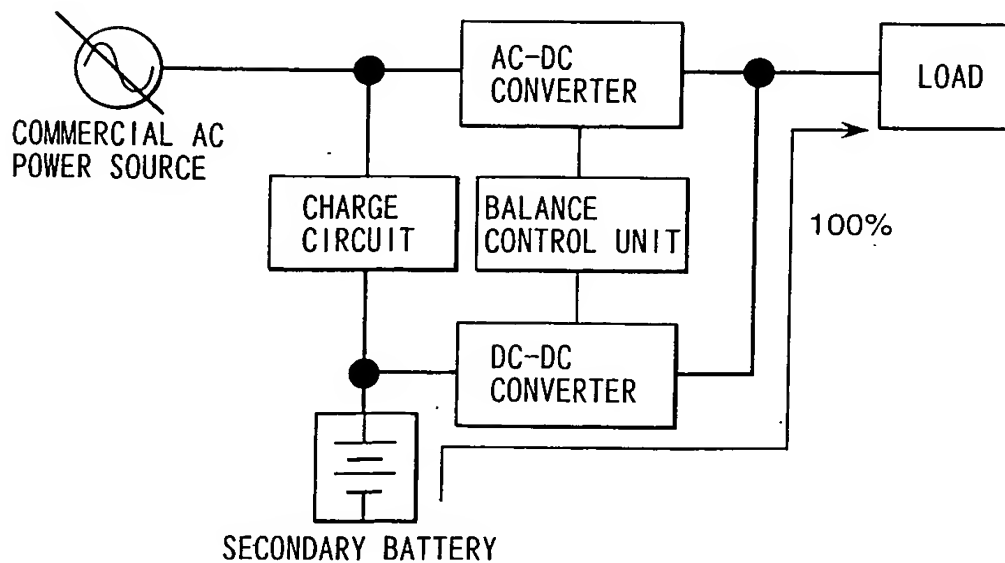 AC-DC
CONVERTER
LOAD
COMMERCIAL AC
POWER SOURCE
CHARGE
CIRCUIT
BALANCE
CONTROL UNIT
100%
DC-DC
CONVERTER
SECONDARY BATTERY